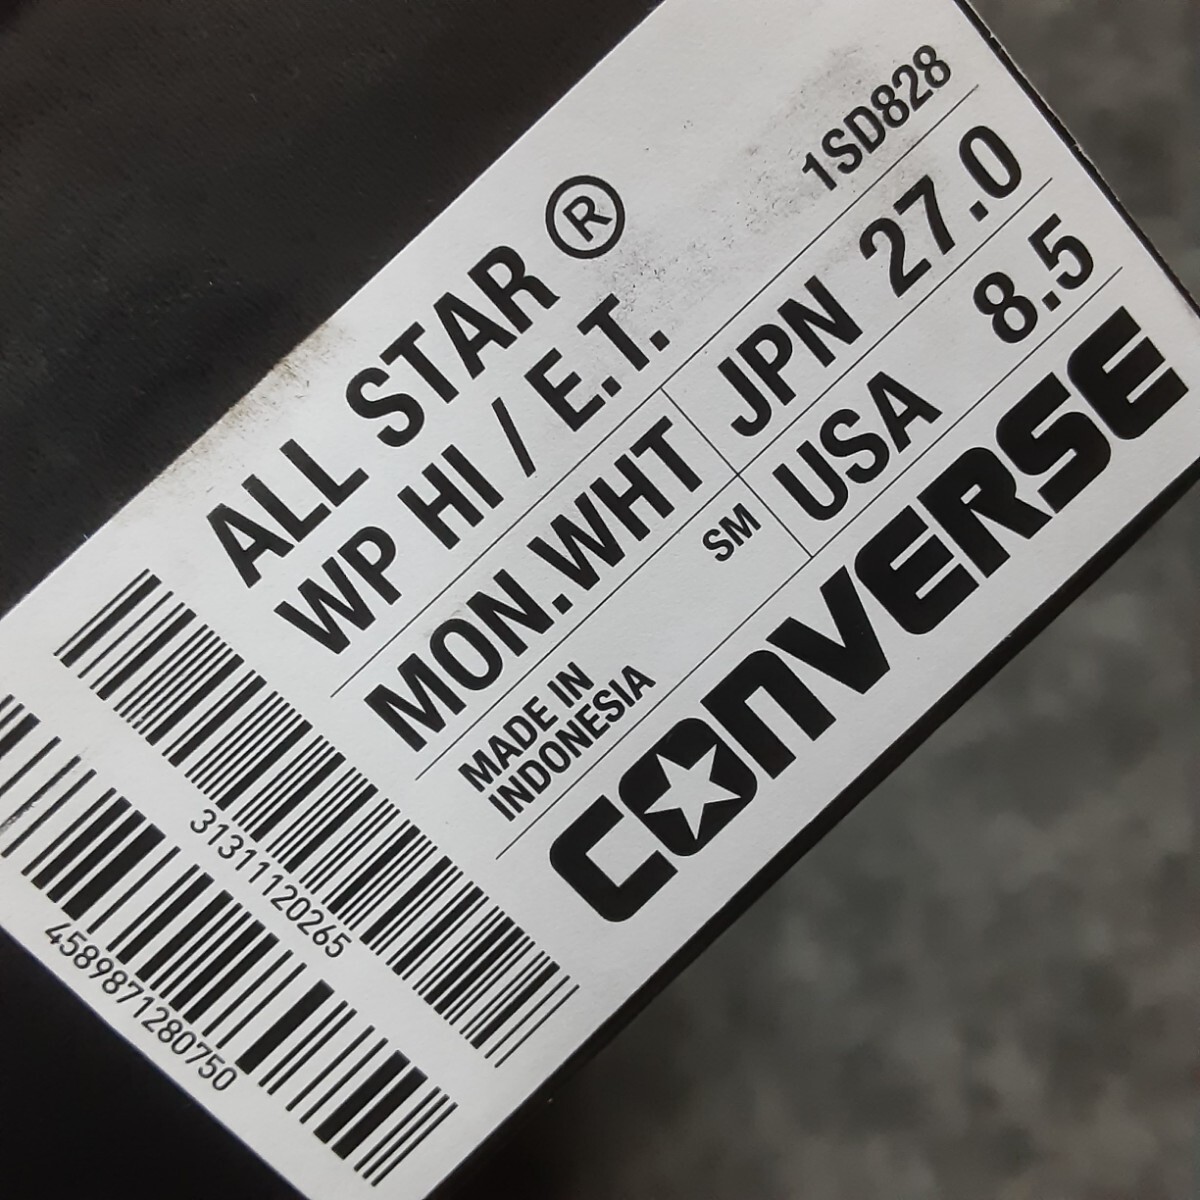 1SD828
ALL STAR ®
WP HI / E.T.
MON.WHT
JPN 27.0
SM
USA 8.5
MADE IN
INDONESIA
CONVERSE
31311120265
4589871280750